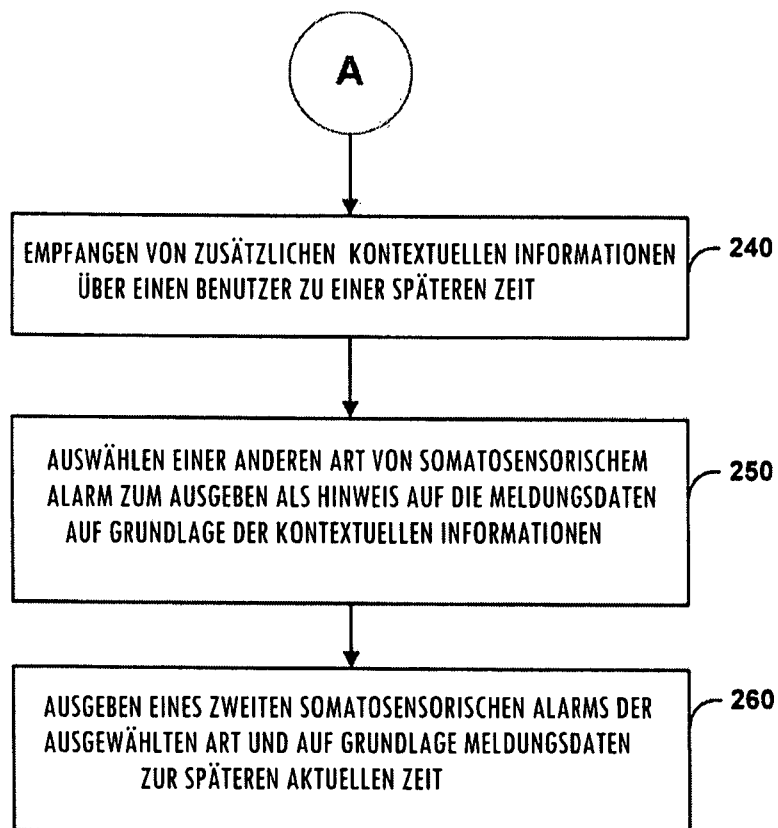 A
EMPFANGEN VON ZUSÄTZLICHEN KONTEXTUELLEN INFORMATIONEN
ÜBER EINEN BENUTZER ZU EINER SPÄTEREN ZEIT
240
AUSWÄHLEN EINER ANDEREN ART VON SOMATOSENSORISCHEM
ALARM ZUM AUSGEBEN ALS HINWEIS AUF DIE MELDUNGSDATEN
AUF GRUNDLAGE DER KONTEXTUELLEN INFORMATIONEN
250
AUSGEBEN EINES ZWEITEN SOMATOSENSORISCHEN ALARMS DER
AUSGEWÄHLTEN ART UND AUF GRUNDLAGE MELDUNGSDATEN
ZUR SPÄTEREN AKTUELLEN ZEIT
260